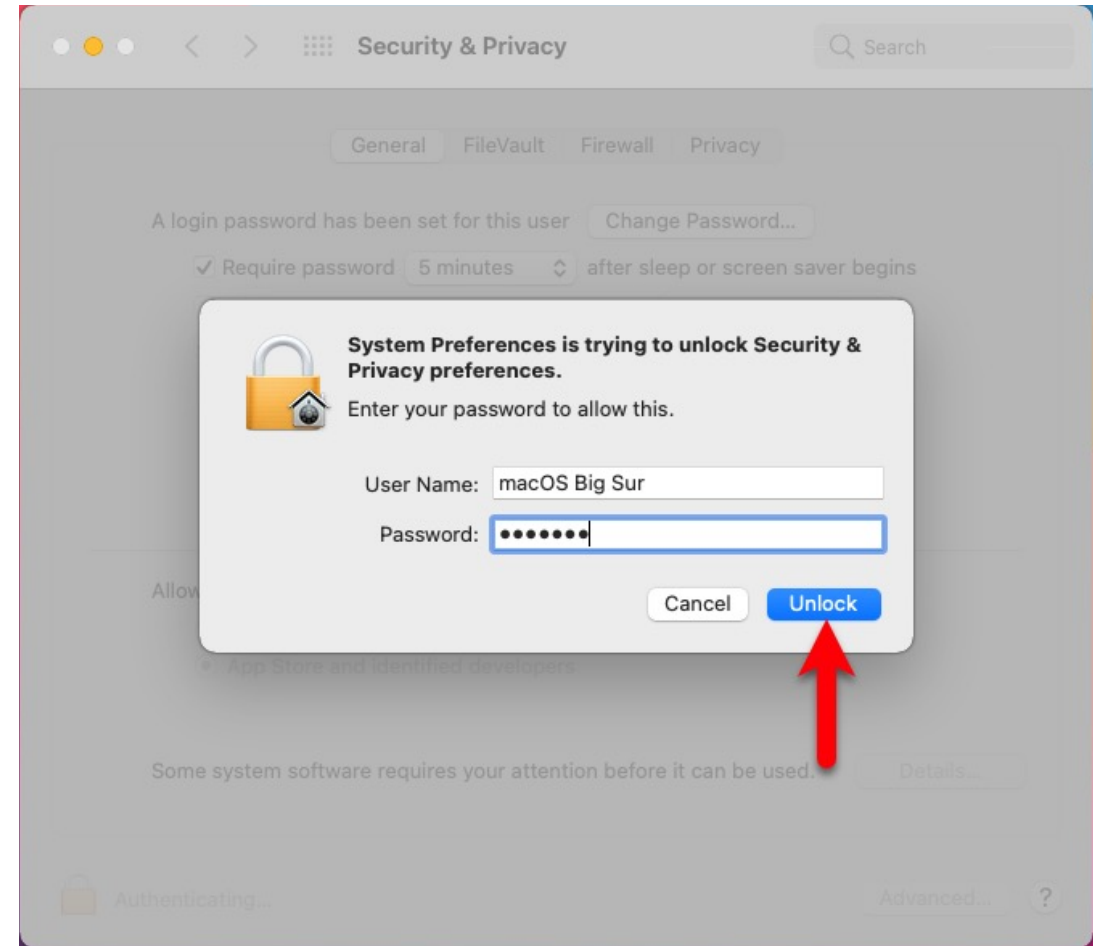 Security & Privacy
Search
General FileVault Firewall Privacy
A login password has been set for this user Change Password...
Require password 5 minutes after sleep or screen saver begins
System Preferences is trying to unlock Security &
Privacy preferences.
Enter your password to allow this.
User Name: macOS Big Sur
Password: •••••••
Allow
Cancel Unlock
App Store and identified developers
Some system software requires your attention before it can be used. Details...
Authenticating...
Advanced... ?